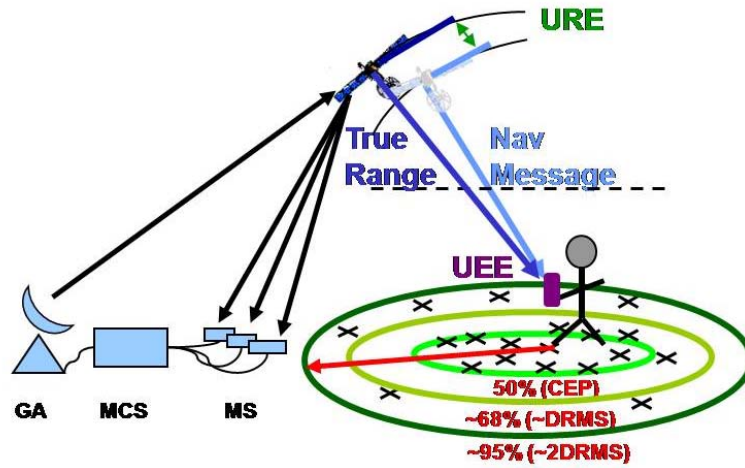 URE
True
Range
Nav
Message
UEE
GA
MCS
MS
50% (CEP)
~68% (~DRMS)
~95% (~2DRMS)